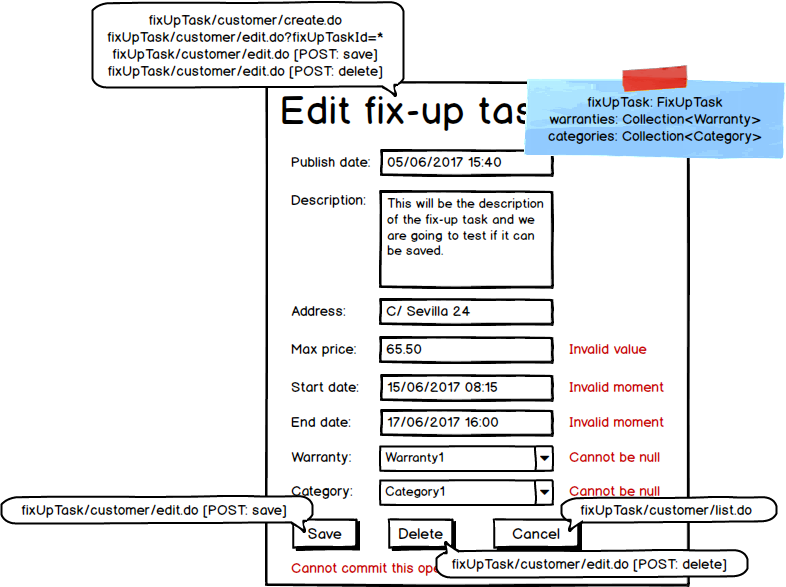 fixUpTask/customer/create.do
fixUpTask/customer/edit.do?fixUpTaskId=*
fixUpTask/customer/edit.do [POST: save]
fixUpTask/customer/edit.do [POST: delete]
Edit fix-up tas
fixUpTask: FixUpTask
warranties: Collection<Warranty>
categories: Collection<Category>
Publish date: 05/06/2017 15:40
Description: This will be the description
of the fix-up task and we
are going to test if it can
be saved.
Address: C/ Sevilla 24
Max price: 65.50 Invalid value
Start date: 15/06/2017 08:15 Invalid moment
End date: 17/06/2017 16:00 Invalid moment
Warranty: Warranty1 Cannot be null
Category: Category1 Cannot be null
fixUpTask/customer/edit.do [POST: save]
fixUpTask/customer/list.do
Save Delete Cancel
fixUpTask/customer/edit.do [POST: delete]
Cannot commit this ope